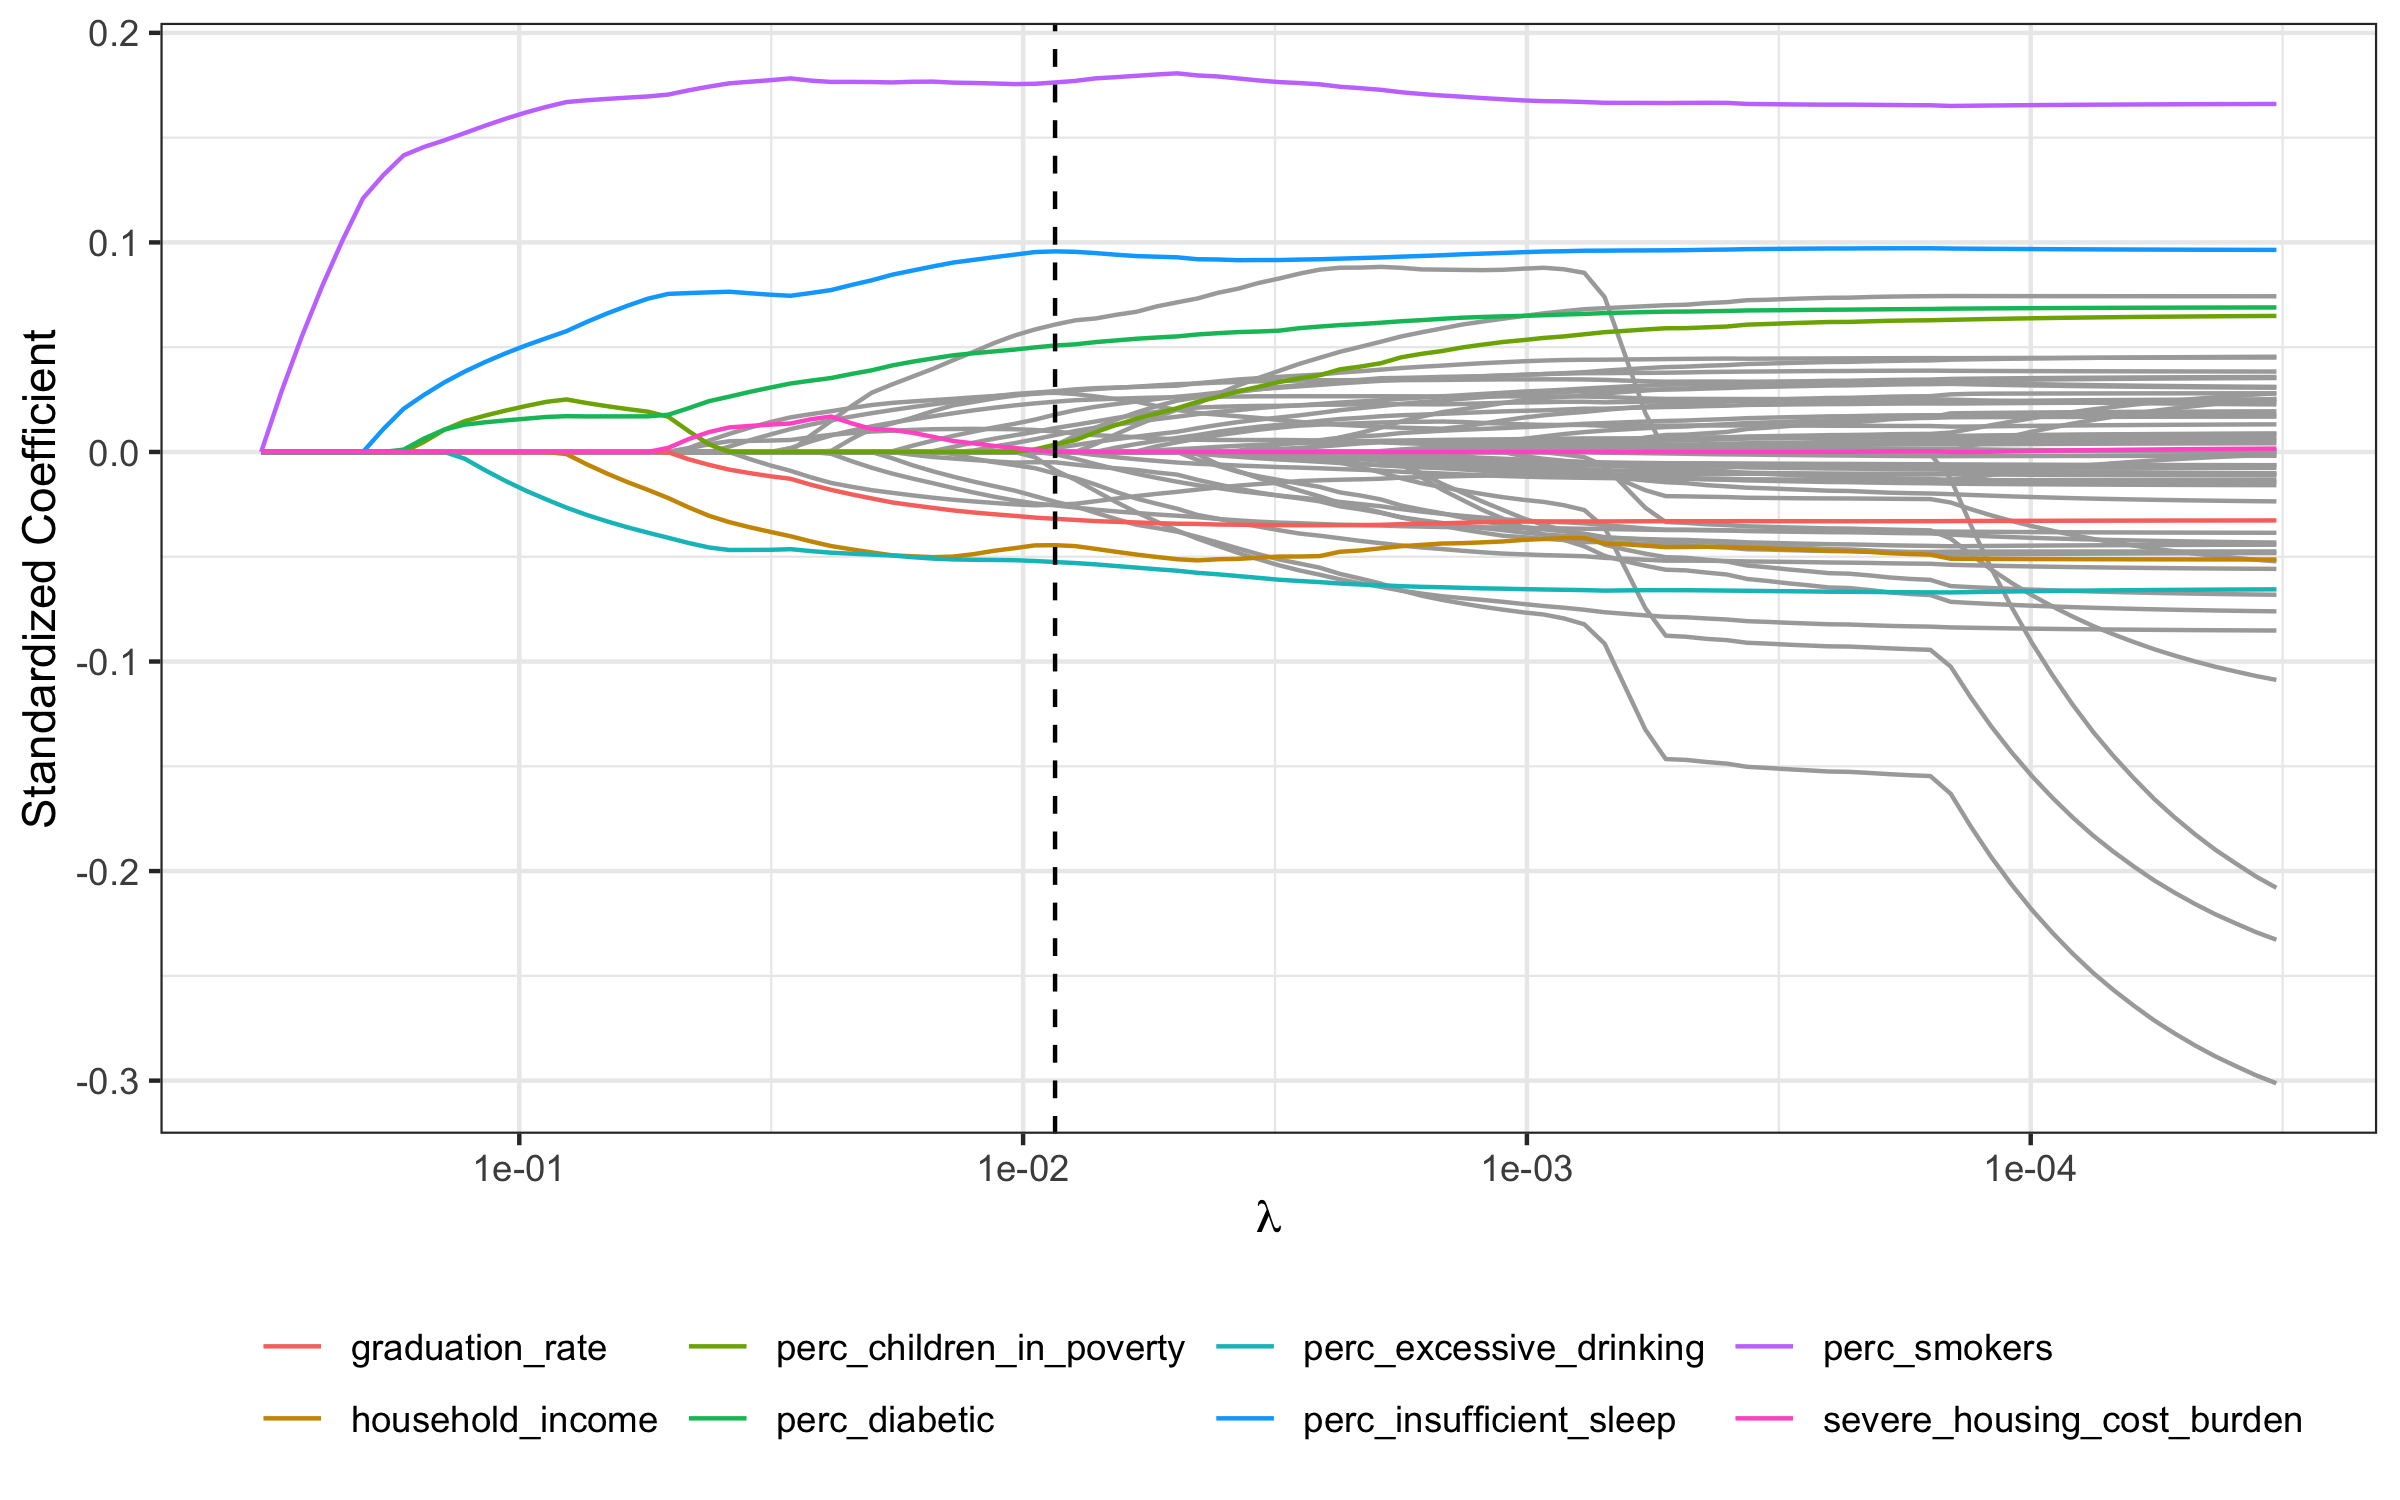 0.2
0.1
0.0
-0.1
-0.2
-0.3
Standardized Coefficient
1e-01 1e-02 1e-03 1e-04
λ
graduation_rate perc_children_in_poverty perc_excessive_drinking perc_smokers
household_income perc_diabetic perc_insufficient_sleep severe_housing_cost_burden